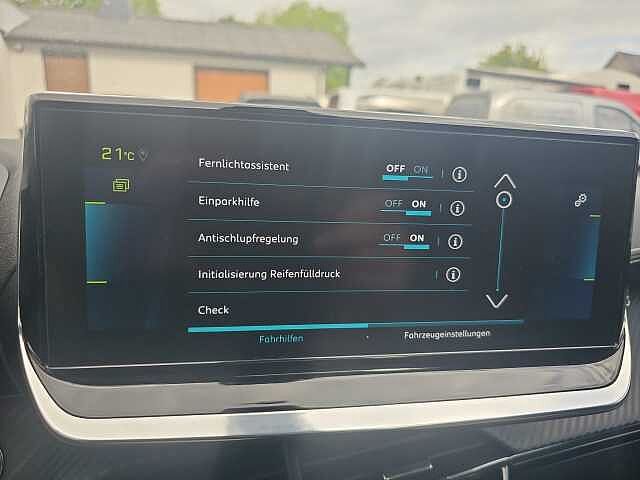 21°C
Fernlichtassistent OFF ON
Einparkhilfe OFF ON
Antischlupfregelung OFF ON
Initialisierung Reifenfülldruck
Check
Fahrhilfen Fahrzeugeinstellungen